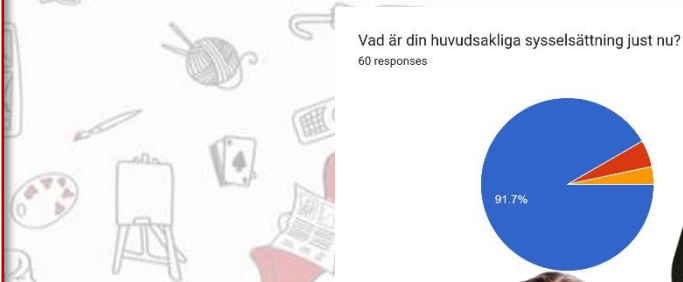 Vad är din huvudsakliga sysselsättning just nu?
60 responses
91.7%